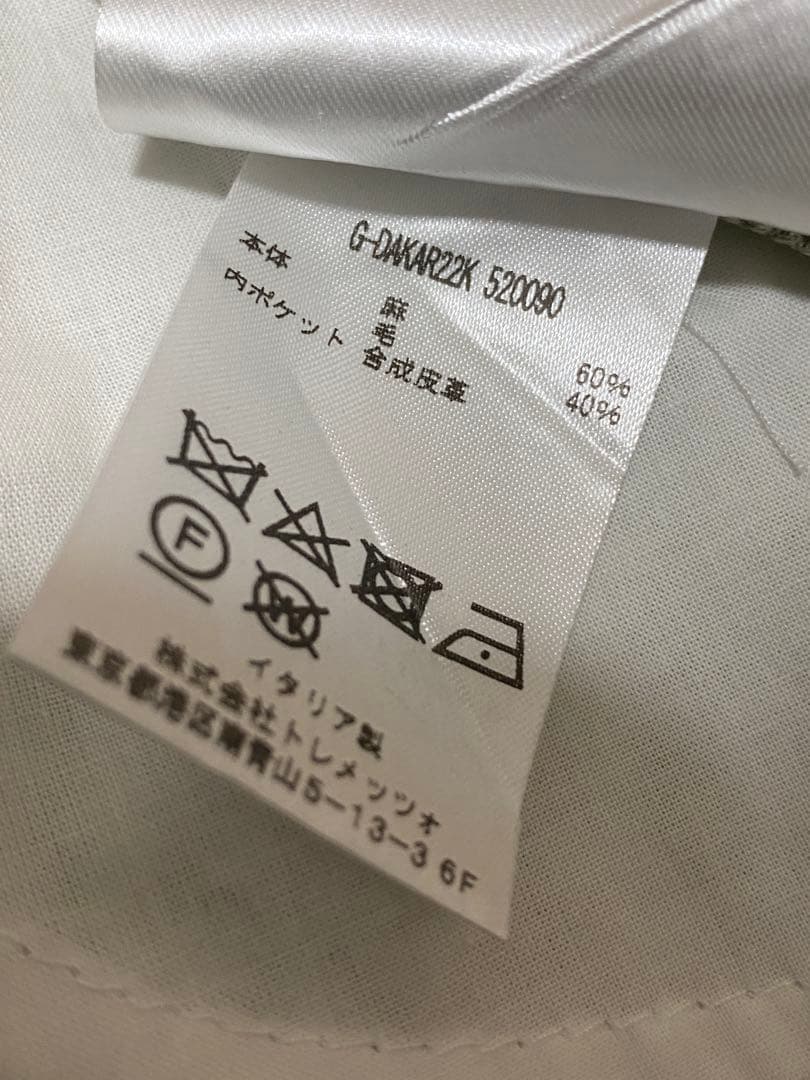 G-DAKAR22K 520090
本体 麻 60%
毛 40%
内ポケット 合成皮革
F
W
イタリア製
株式会社トレメッツォ
東京都港区南青山5-13-3 6F